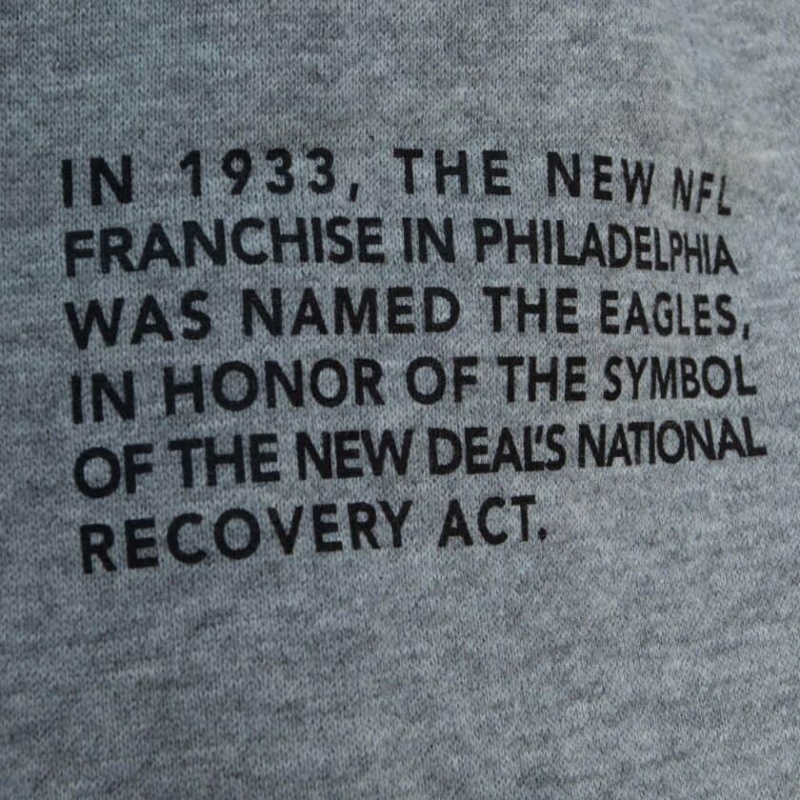 IN 1933, THE NEW NFL
FRANCHISE IN PHILADELPHIA
WAS NAMED THE EAGLES,
IN HONOR OF THE SYMBOL
OF THE NEW DEAL'S NATIONAL
RECOVERY ACT.